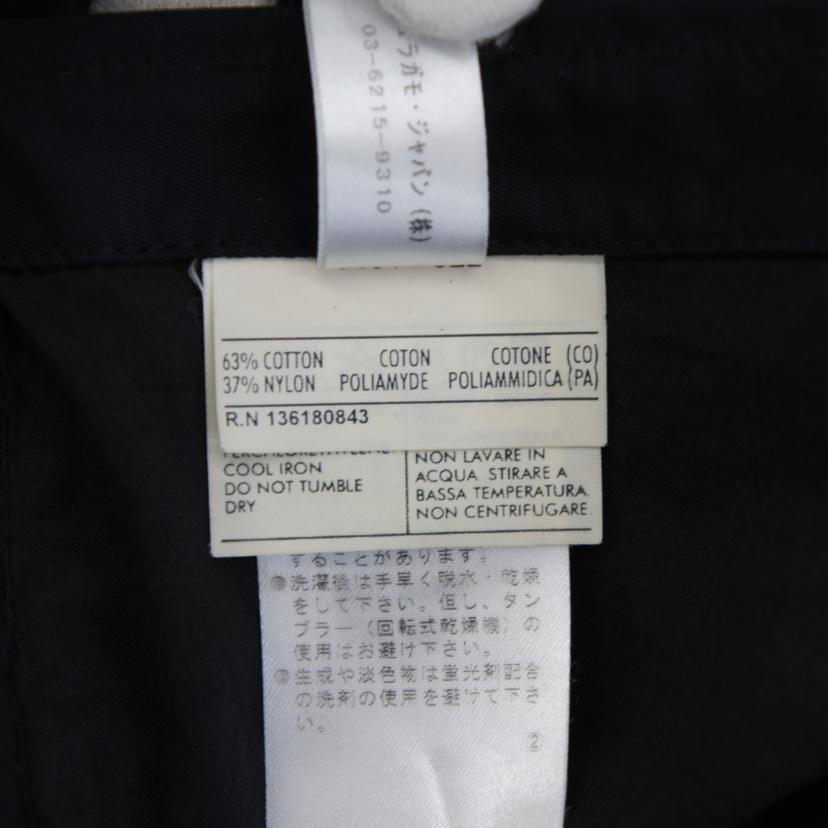 ラガモ・ジャパン(株)
03-6215-9310
63% COTTON COTON COTONE (CO)
37% NYLON POLIAMYDE POLIAMMIDICA (PA)
R.N 136180843
COOL IRON
DO NOT TUMBLE
DRY
NON LAVARE IN
ACQUA. STIRARE A
BASSA TEMPERATURA.
NON CENTRIFUGARE.
することがあります。
●洗濯後は手早く脱水・乾燥
をして下さい。但し、タン
ブラー(回転式乾燥機)の
使用はお避け下さい。
●生成や淡色物は蛍光剤配合
の洗剤の使用を避けて下さ
い。
②